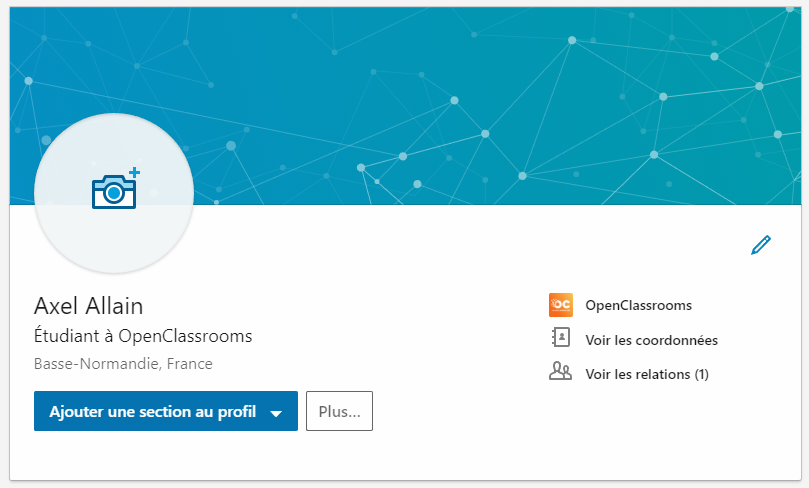 Axel Allain
Étudiant à OpenClassrooms
Basse-Normandie, France
Ajouter une section au profil
Plus...
OC
OpenClassrooms
Voir les coordonnées
Voir les relations (1)